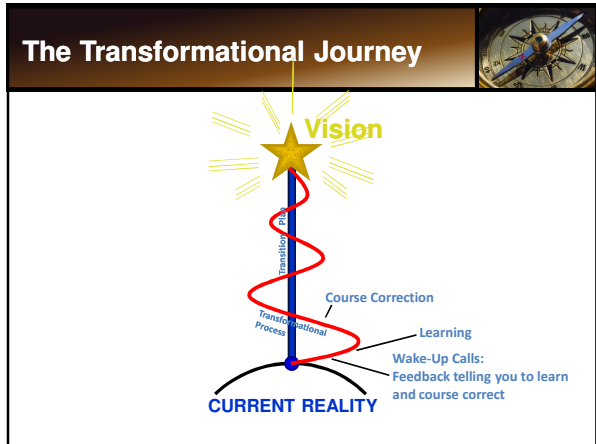 The Transformational Journey
Vision
Transition Plan
Course Correction
Transformational
Process
Learning
Wake-Up Calls:
Feedback telling you to learn
and course correct
CURRENT REALITY